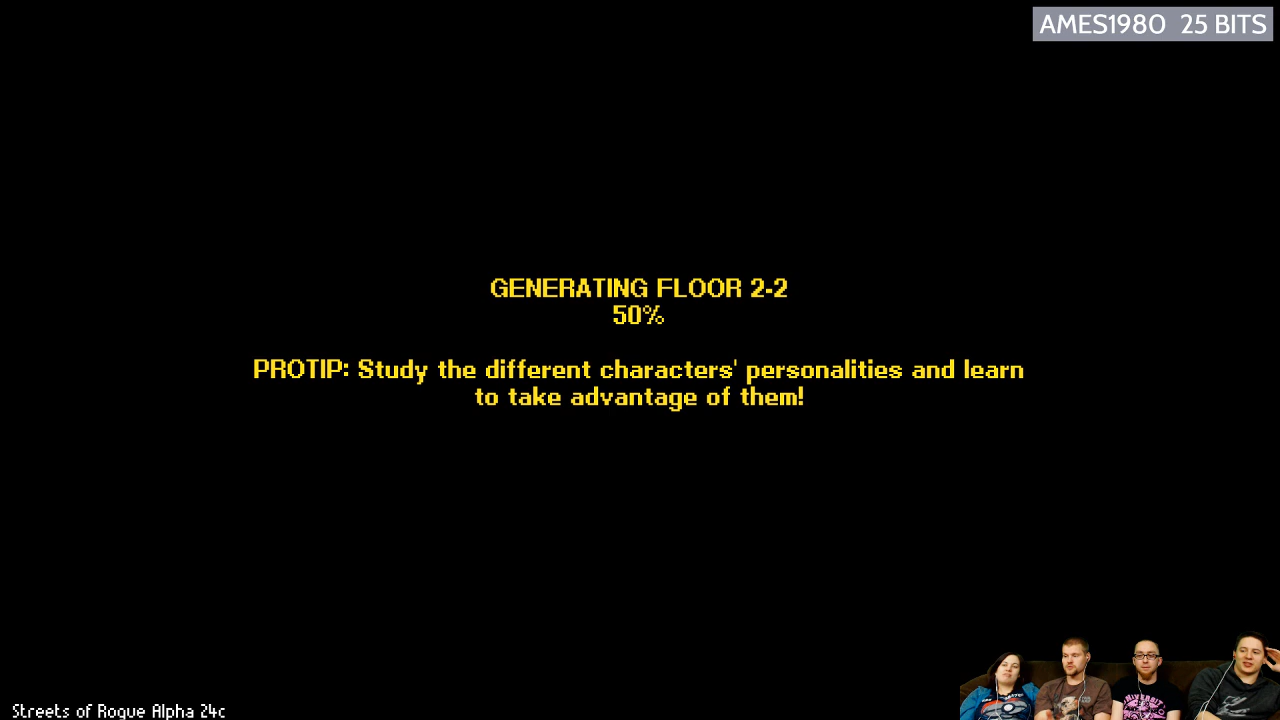 AMES1980 25 BITS
GENERATING FLOOR 2-2
50%
PROTIP: Study the different characters' personalities and learn
to take advantage of them!
Streets of Rogue Alpha 24c